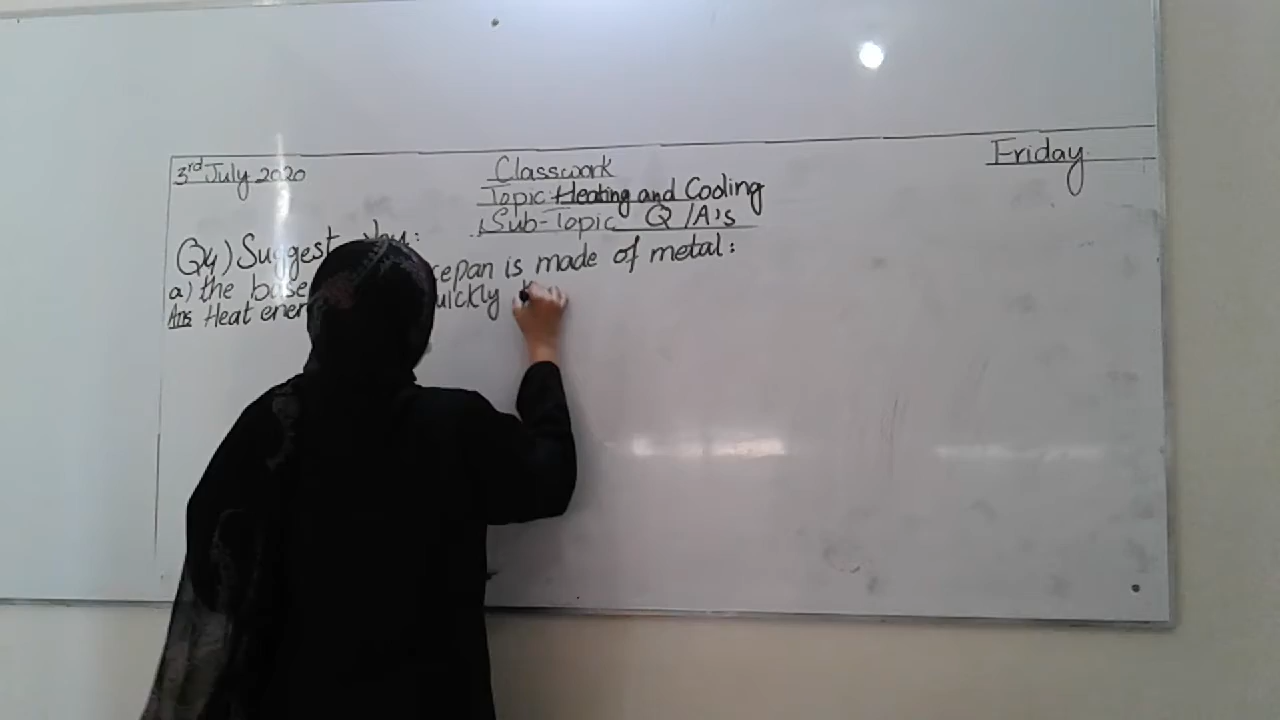 3rd July 2020
Classwork
Friday
Topic: Heating and Cooling
Sub-Topic Q/A's
Q4) Suggest why:
a) the base epan is made of metal:
Ans Heat ener uickly